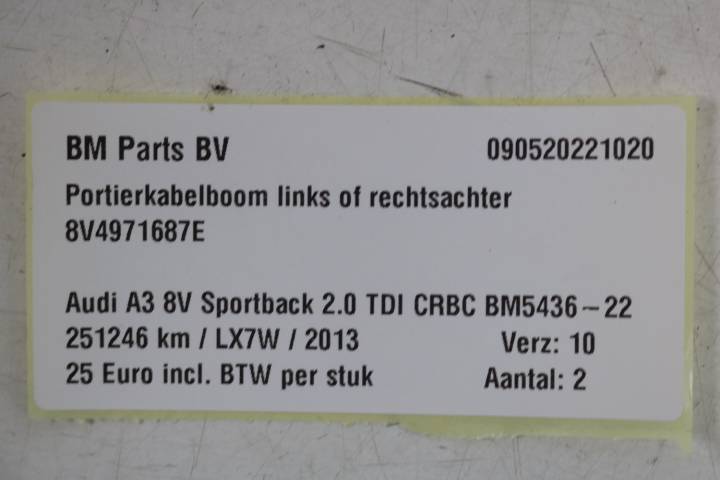 BM Parts BV 090520221020
Portierkabelboom links of rechtsachter
8V4971687E
Audi A3 8V Sportback 2.0 TDI CRBC BM5436-22
251246 km / LX7W / 2013 Verz: 10
25 Euro incl. BTW per stuk Aantal: 2